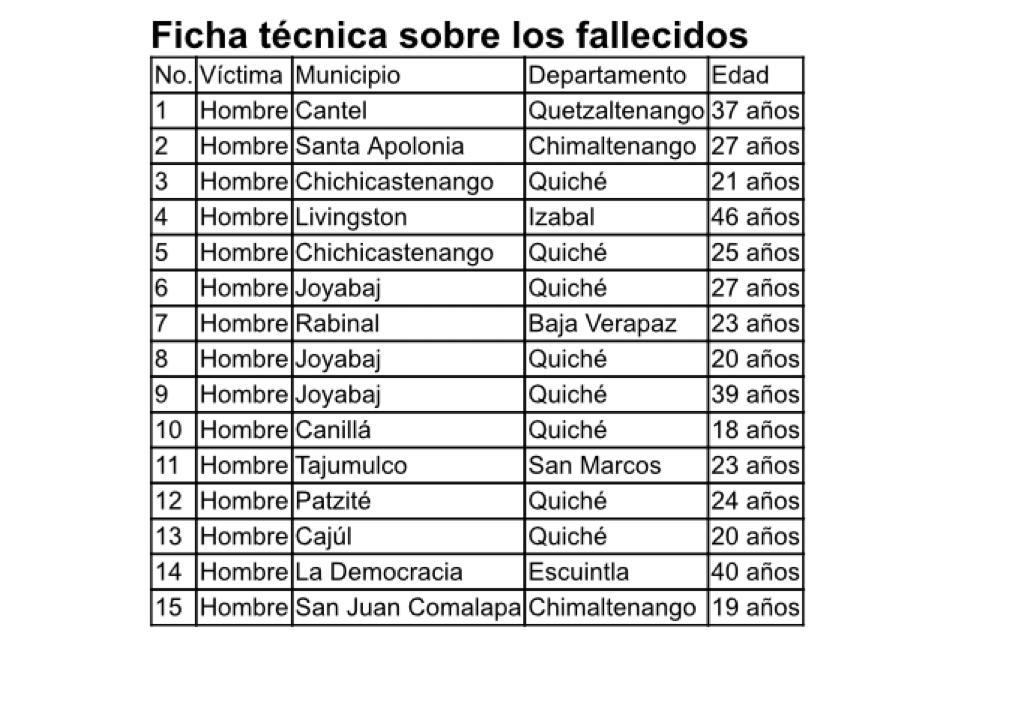 Ficha técnica sobre los fallecidos
No. Víctima Municipio Departamento Edad
1 Hombre Cantel Quetzaltenango 37 años
2 Hombre Santa Apolonia Chimaltenango 27 años
3 Hombre Chichicastenango Quiché 21 años
4 Hombre Livingston Izabal 46 años
5 Hombre Chichicastenango Quiché 25 años
6 Hombre Joyabaj Quiché 27 años
7 Hombre Rabinal Baja Verapaz 23 años
8 Hombre Joyabaj Quiché 20 años
9 Hombre Joyabaj Quiché 39 años
10 Hombre Canillá Quiché 18 años
11 Hombre Tajumulco San Marcos 23 años
12 Hombre Patzité Quiché 24 años
13 Hombre Cajúl Quiché 20 años
14 Hombre La Democracia Escuintla 40 años
15 Hombre San Juan Comalapa Chimaltenango 19 años